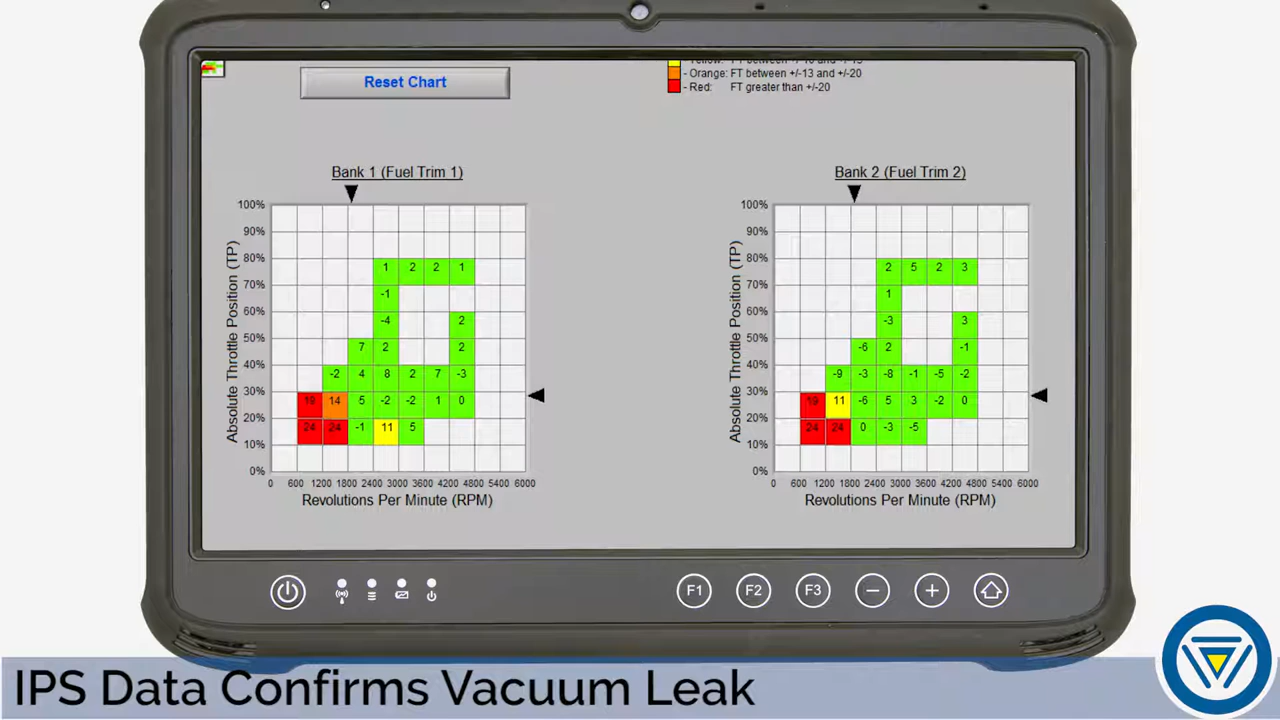 - Yellow: FT between +/-10 and +/-13
- Orange: FT between +/-13 and +/-20
- Red: FT greater than +/-20
Reset Chart
Bank 1 (Fuel Trim 1)
Absolute Throttle Position (TP)
100%
90%
80%
70%
60%
50%
40%
30%
20%
10%
0%
1 2 2 1
-1
-4 2
7 2 2
-2 4 8 2 7 -3
19 14 5 -2 -2 1 0
24 24 -1 11 5
0 600 1200 1800 2400 3000 3600 4200 4800 5400 6000
Revolutions Per Minute (RPM)
Bank 2 (Fuel Trim 2)
Absolute Throttle Position (TP)
100%
90%
80%
70%
60%
50%
40%
30%
20%
10%
0%
2 5 2 3
1
-3 3
-6 2 -1
-9 -3 -8 -1 -5 -2
19 11 -6 5 3 -2 0
24 24 0 -3 -5
0 600 1200 1800 2400 3000 3600 4200 4800 5400 6000
Revolutions Per Minute (RPM)
F1 F2 F3
IPS Data Confirms Vacuum Leak